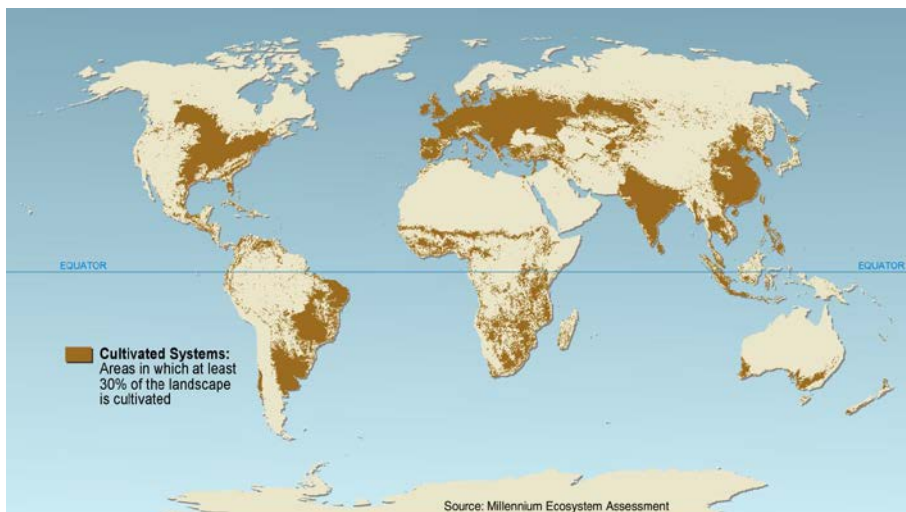 EQUATOR
EQUATOR
Cultivated Systems:
Areas in which at least
30% of the landscape
is cultivated
Source: Millennium Ecosystem Assessment